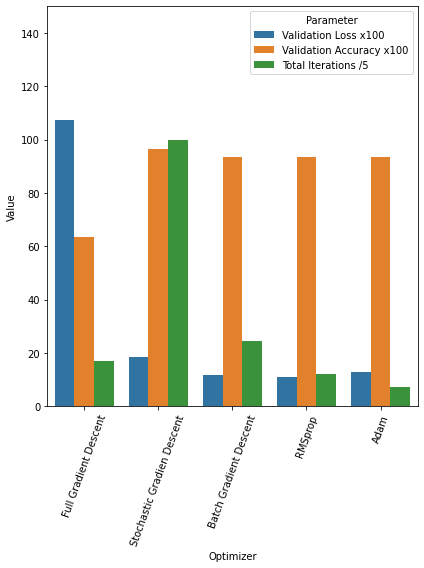 Parameter
Validation Loss x100
Validation Accuracy x100
Total Iterations /5
Value
140
120
100
80
60
40
20
0
Full Gradient Descent
Stochastic Gradien Descent
Batch Gradient Descent
RMSprop
Adam
Optimizer